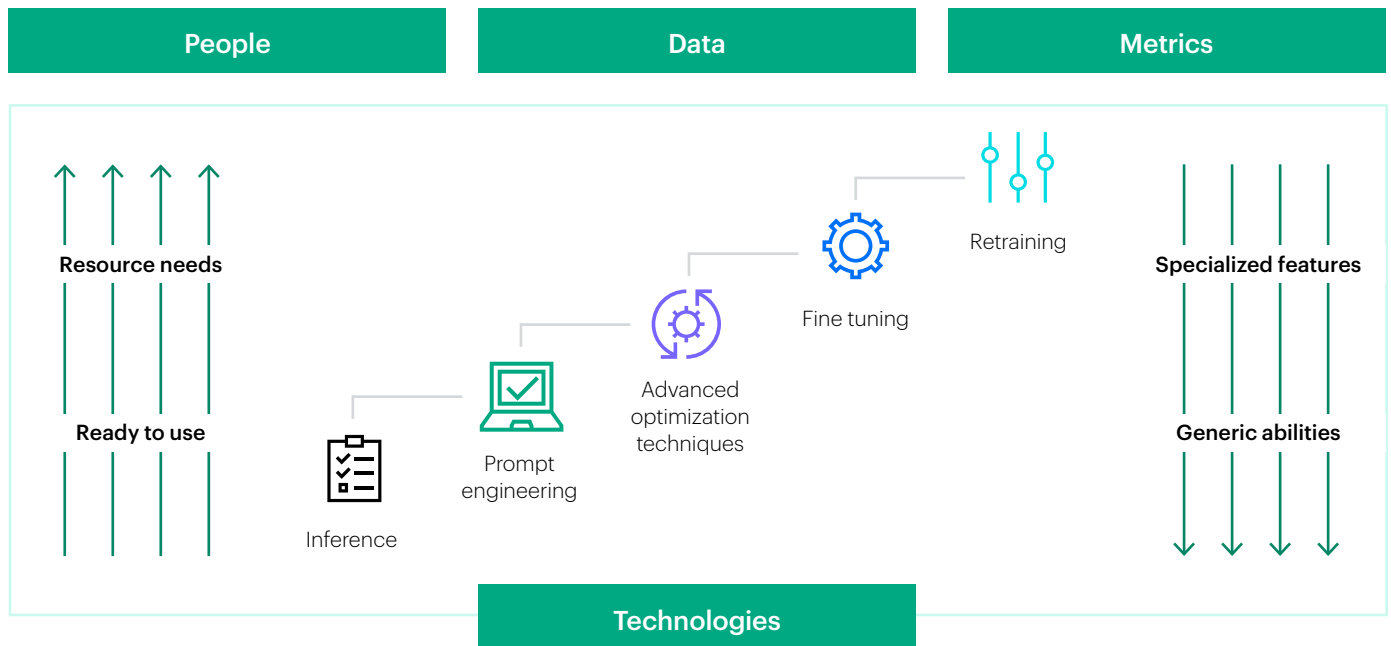 People
Data
Metrics
Resource needs
Ready to use
Inference
Prompt
engineering
Advanced
optimization
techniques
Fine tuning
Retraining
Specialized features
Generic abilities
Technologies